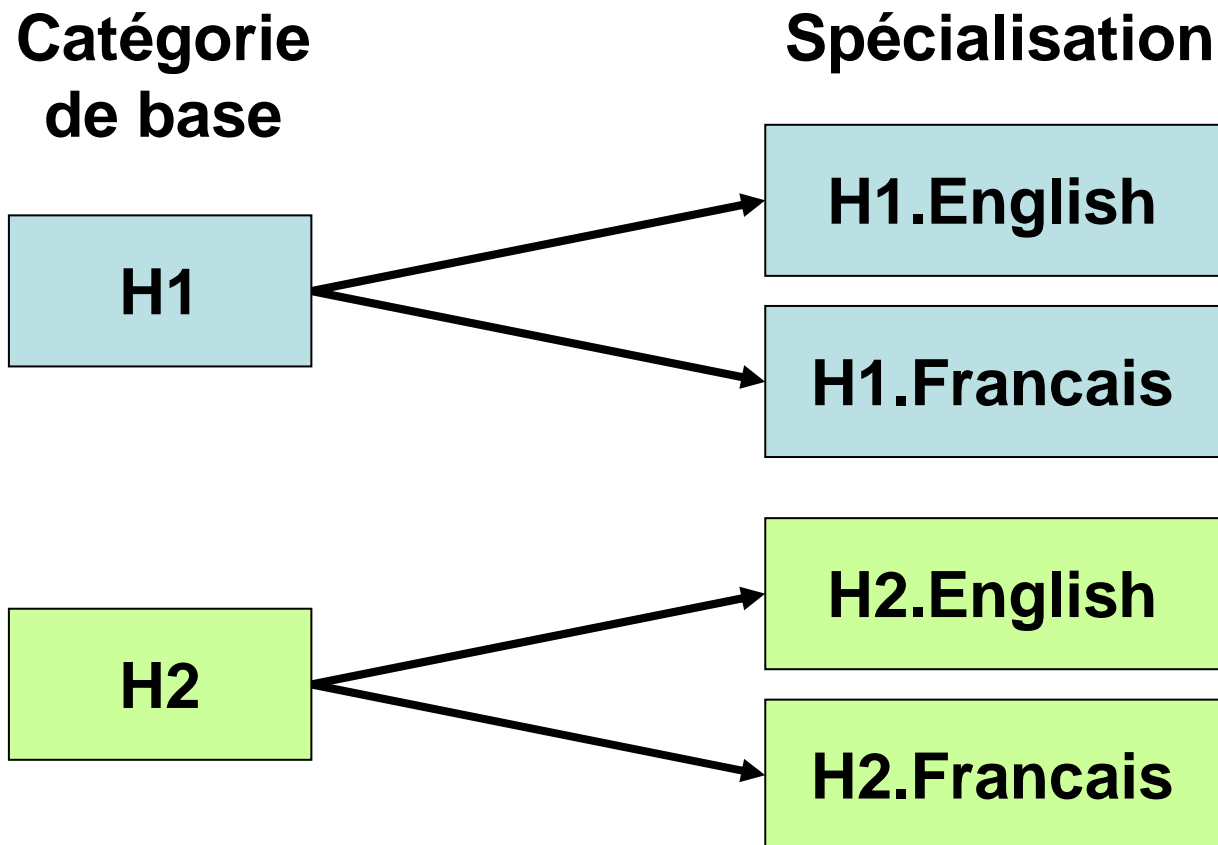 Catégorie
de base
Spécialisation
H1
H1.English
H1.Francais
H2
H2.English
H2.Francais